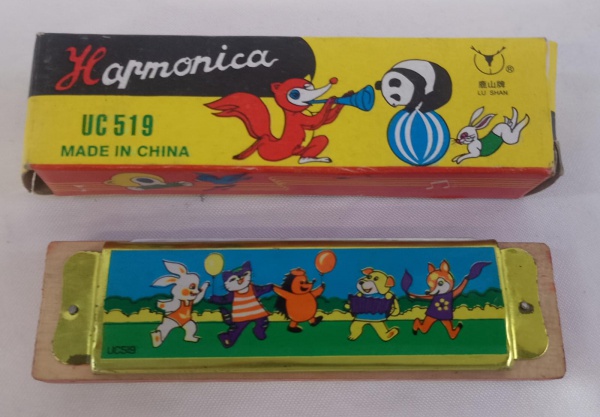 Harmonica
UC 519
MADE IN CHINA
®
鹿山牌
LU SHAN
UC519